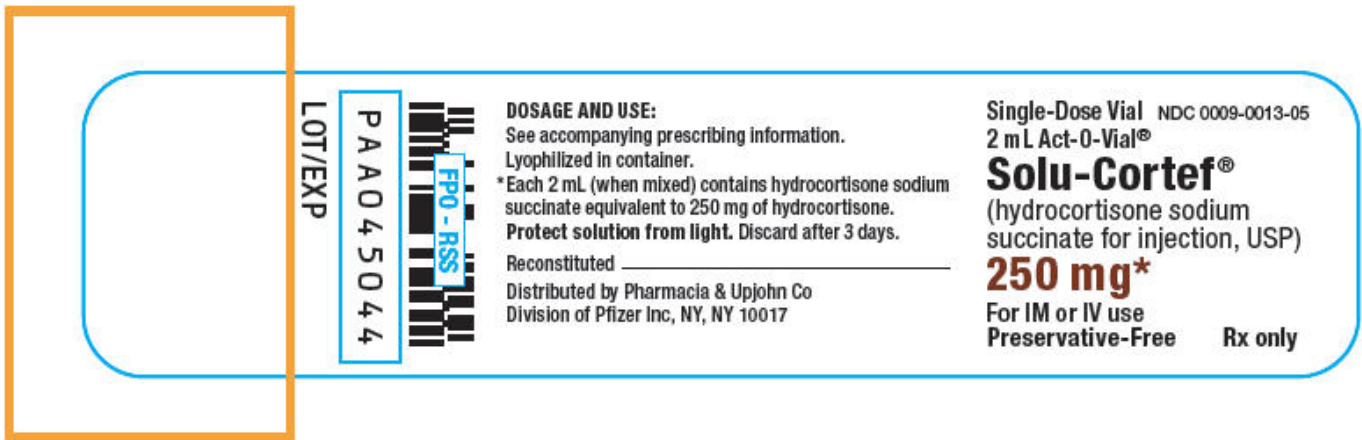 LOT/EXP
PAA045044
FPO - RSS
DOSAGE AND USE:
See accompanying prescribing information.
Lyophilized in container.
*Each 2 mL (when mixed) contains hydrocortisone sodium
succinate equivalent to 250 mg of hydrocortisone.
Protect solution from light. Discard after 3 days.
Reconstituted
Distributed by Pharmacia & Upjohn Co
Division of Pfizer Inc, NY, NY 10017
Single-Dose Vial NDC 0009-0013-05
2 mL Act-O-Vial®
Solu-Cortef®
(hydrocortisone sodium
succinate for injection, USP)
250 mg*
For IM or IV use
Preservative-Free Rx only